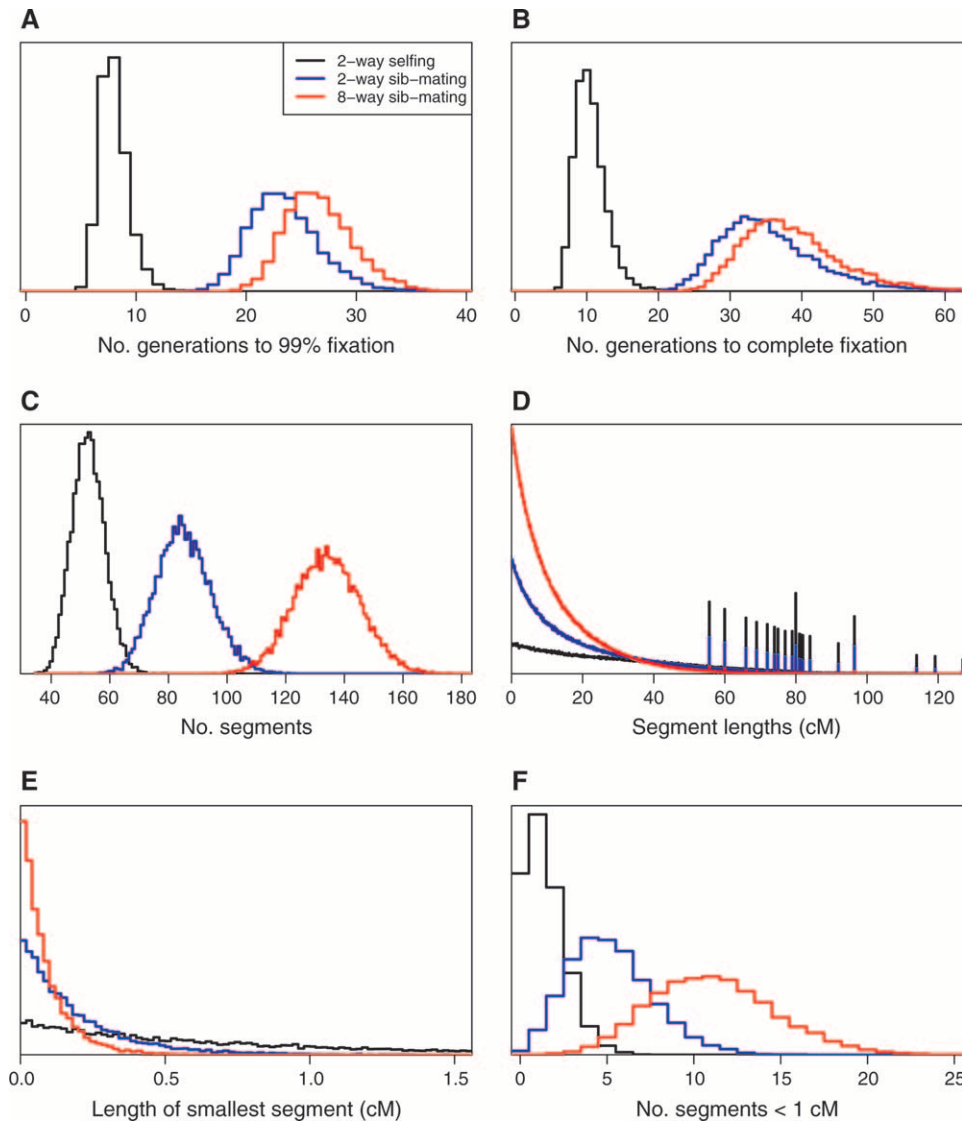 A
2−way selfing
2−way sib−mating
8−way sib−mating
0 10 20 30 40
No. generations to 99% fixation
B
0 10 20 30 40 50 60
No. generations to complete fixation
C
40 60 80 100 120 140 160 180
No. segments
D
0 20 40 60 80 100 120
Segment lengths (cM)
E
0.0 0.5 1.0 1.5
Length of smallest segment (cM)
F
0 5 10 15 20 25
No. segments < 1 cM